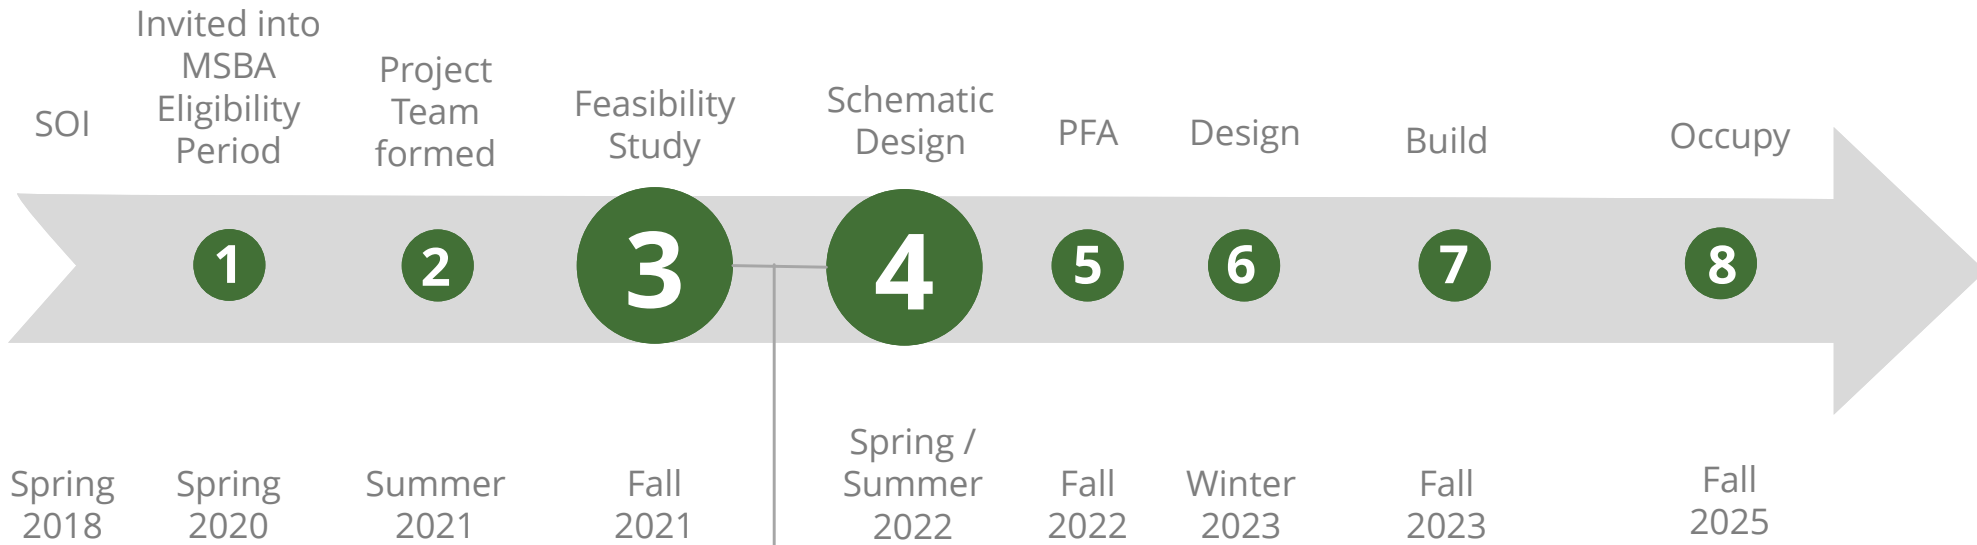 SOI
Invited into
MSBA
Eligibility
Period
Project
Team
formed
Feasibility
Study
Schematic
Design
PFA
Design
Build
Occupy
1
2
3
4
5
6
7
8
Spring
2018
Spring
2020
Summer
2021
Fall
2021
Spring /
Summer
2022
Fall
2022
Winter
2023
Fall
2023
Fall
2025